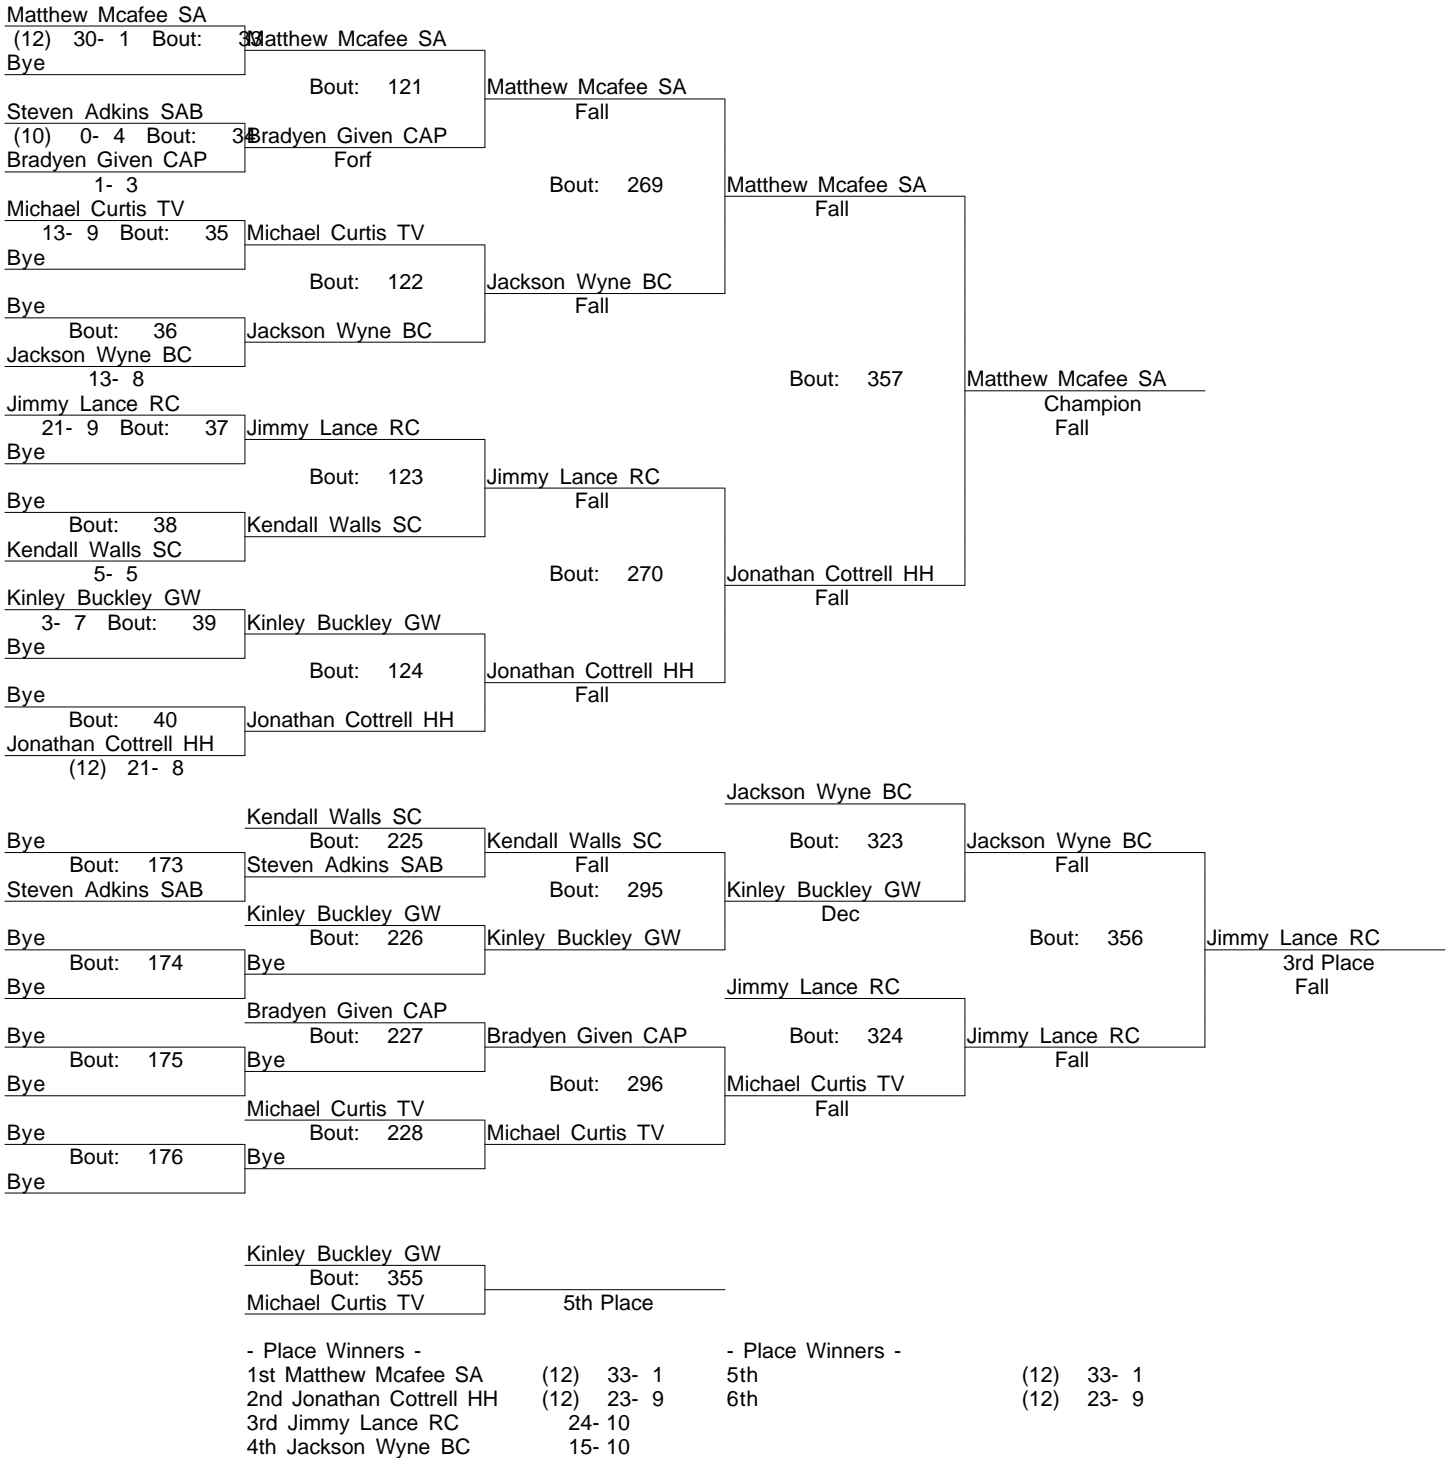 Matthew Mcafee SA
(12) 30- 1 Bout: 33
Matthew Mcafee SA
Bye
Bout: 121
Matthew Mcafee SA
Fall
Steven Adkins SAB
(10) 0- 4 Bout: 34
Bradyen Given CAP
Bradyen Given CAP
Forf
1- 3
Bout: 269
Matthew Mcafee SA
Fall
Michael Curtis TV
13- 9 Bout: 35
Michael Curtis TV
Bye
Bout: 122
Jackson Wyne BC
Fall
Bye
Bout: 36
Jackson Wyne BC
Jackson Wyne BC
13- 8
Bout: 357
Matthew Mcafee SA
Champion
Fall
Jimmy Lance RC
21- 9 Bout: 37
Jimmy Lance RC
Bye
Bout: 123
Jimmy Lance RC
Fall
Bye
Bout: 38
Kendall Walls SC
Kendall Walls SC
5- 5
Bout: 270
Jonathan Cottrell HH
Fall
Kinley Buckley GW
3- 7 Bout: 39
Kinley Buckley GW
Bye
Bout: 124
Jonathan Cottrell HH
Fall
Bye
Bout: 40
Jonathan Cottrell HH
Jonathan Cottrell HH
(12) 21- 8
Jackson Wyne BC
Kendall Walls SC
Bye
Bout: 225
Kendall Walls SC
Bout: 323
Jackson Wyne BC
Bout: 173
Steven Adkins SAB
Fall
Fall
Steven Adkins SAB
Bout: 295
Kinley Buckley GW
Kinley Buckley GW
Dec
Bye
Bout: 226
Kinley Buckley GW
Bout: 356
Jimmy Lance RC
Bout: 174
Bye
3rd Place
Bye
Jimmy Lance RC
Fall
Bradyen Given CAP
Bye
Bout: 227
Bradyen Given CAP
Bout: 324
Jimmy Lance RC
Bout: 175
Bye
Fall
Bye
Bout: 296
Michael Curtis TV
Michael Curtis TV
Fall
Bye
Bout: 228
Michael Curtis TV
Bout: 176
Bye
Bye
Kinley Buckley GW
Bout: 355
Michael Curtis TV
5th Place
- Place Winners -
1st Matthew Mcafee SA (12) 33- 1
2nd Jonathan Cottrell HH (12) 23- 9
3rd Jimmy Lance RC 24- 10
4th Jackson Wyne BC 15- 10
- Place Winners -
5th (12) 33- 1
6th (12) 23- 9